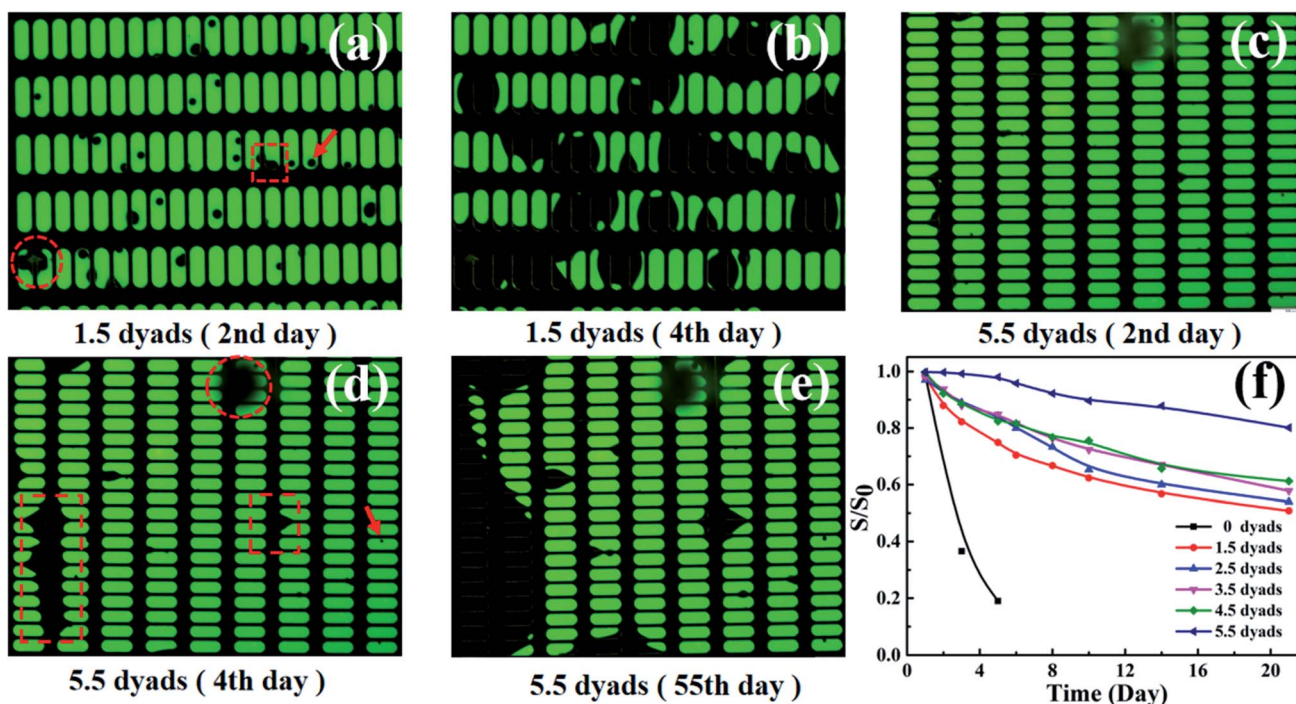 (a)
(b)
(c)
1.5 dyads ( 2nd day )
1.5 dyads ( 4th day )
5.5 dyads ( 2nd day )
(d)
(e)
(f)
5.5 dyads ( 4th day )
5.5 dyads ( 55th day )
S/S0
1.0
0.8
0.6
0.4
0.2
0.0
0 dyads
1.5 dyads
2.5 dyads
3.5 dyads
4.5 dyads
5.5 dyads
0 4 8 12 16 20
Time (Day)